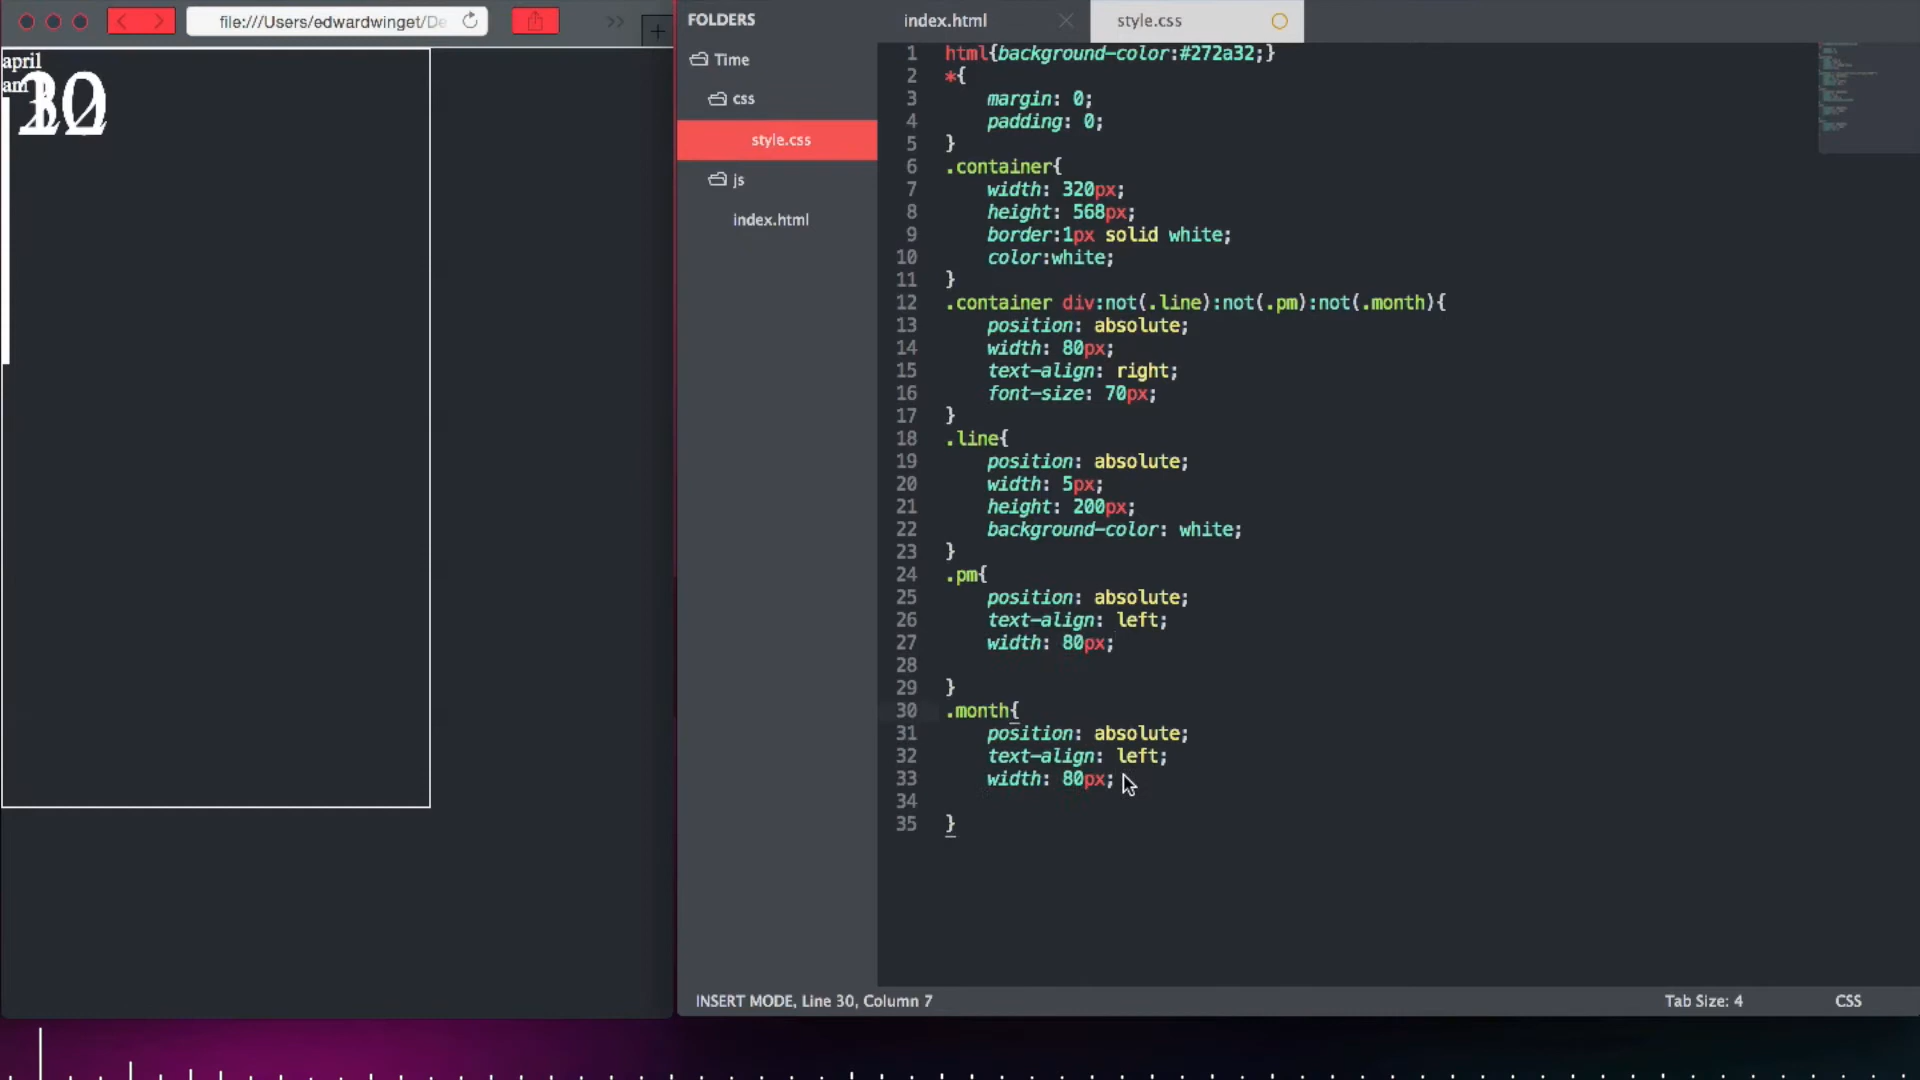 file:///Users/edwardwinget/De
april
am
30
FOLDERS
Time
css
style.css
js
index.html
index.html
style.css
1 html{background-color:#272a32;}
2 *{
3 margin: 0;
4 padding: 0;
5 }
6 .container{
7 width: 320px;
8 height: 568px;
9 border:1px solid white;
10 color:white;
11 }
12 .container div:not(.line):not(.pm):not(.month){
13 position: absolute;
14 width: 80px;
15 text-align: right;
16 font-size: 70px;
17 }
18 .line{
19 position: absolute;
20 width: 5px;
21 height: 200px;
22 background-color: white;
23 }
24 .pm{
25 position: absolute;
26 text-align: left;
27 width: 80px;
28
29 }
30 .month{
31 position: absolute;
32 text-align: left;
33 width: 80px;
34
35 }
INSERT MODE, Line 30, Column 7
Tab Size: 4
CSS